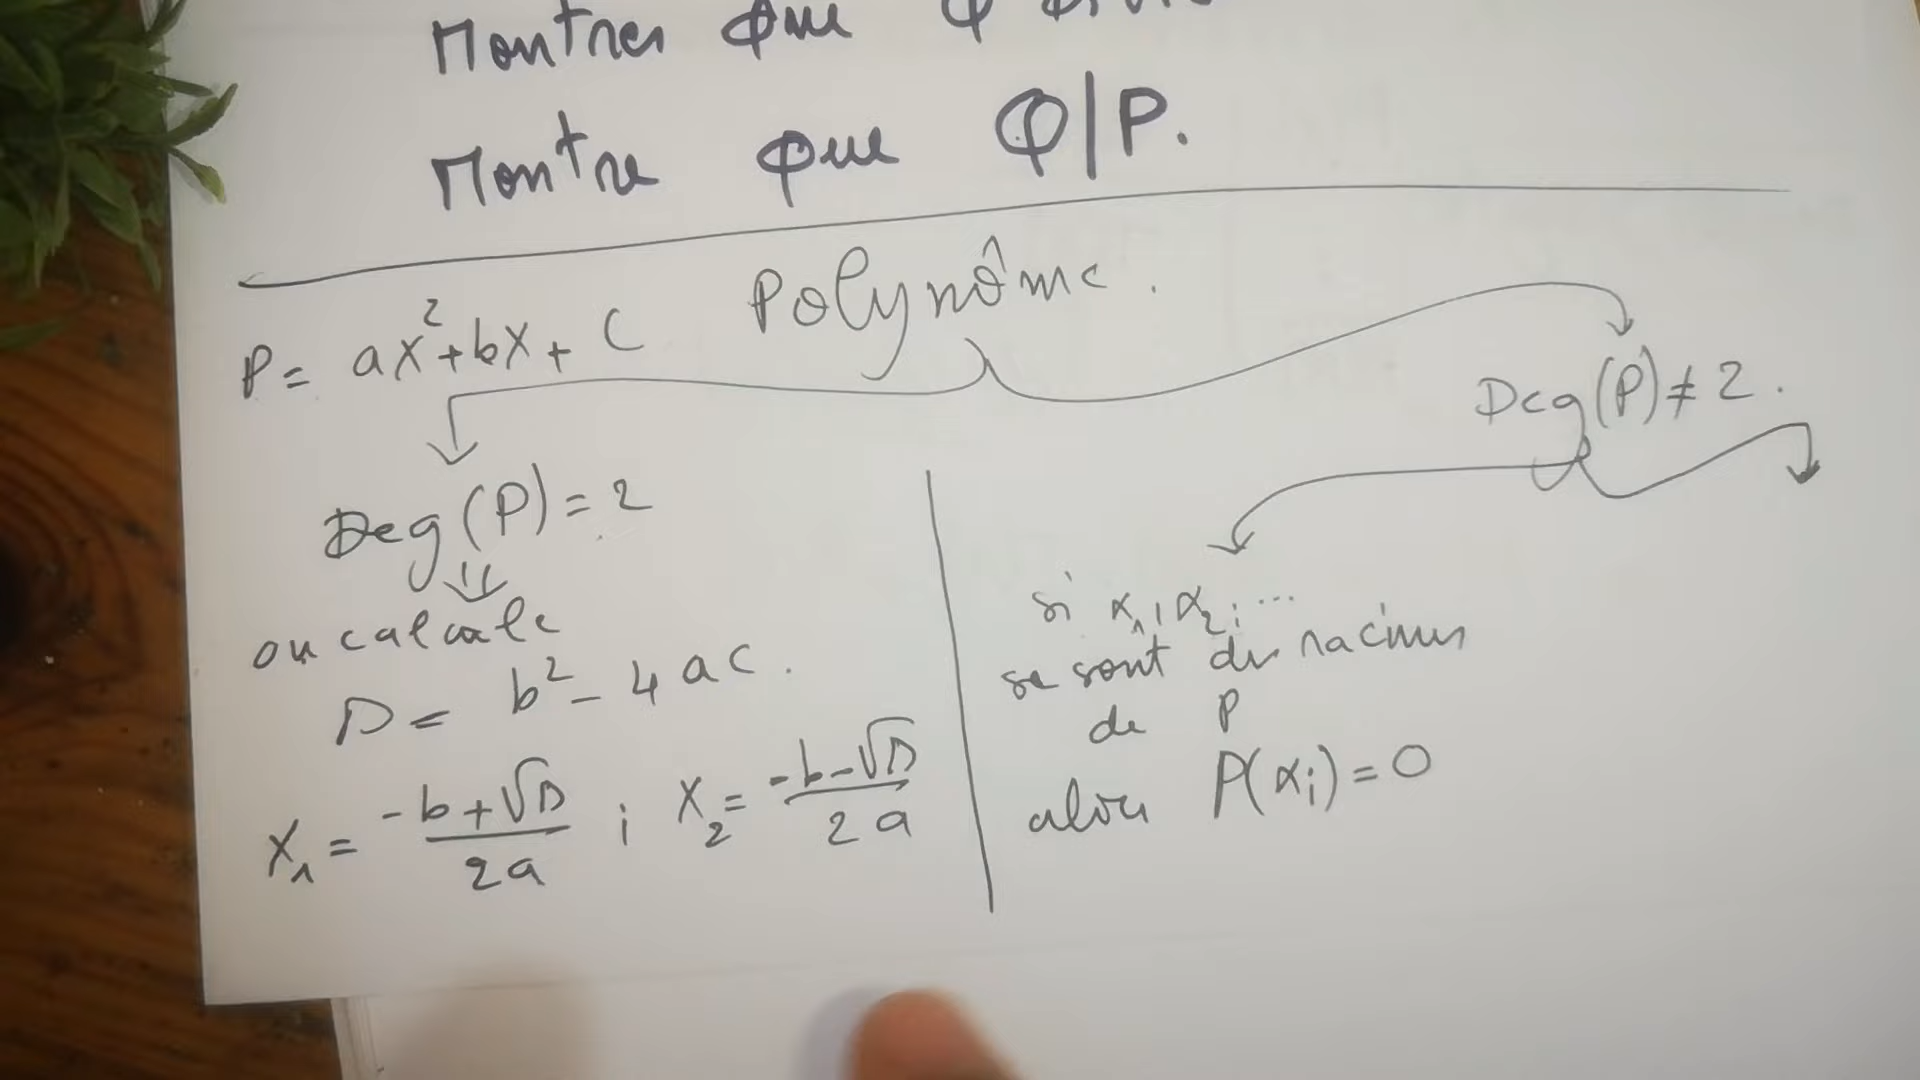 Montrer que Q
Montre que Q|P.
Polynôme.
P = aX²+bX+C
Deg(P)=2
on calcule
D = b²-4ac.
X₁ = (-b+√D)/2a ; X₂ = (-b-√D)/2a
Deg(P)≠2.
si α₁,α₂; ...
se sont des racines
de P
alors P(αi)=0